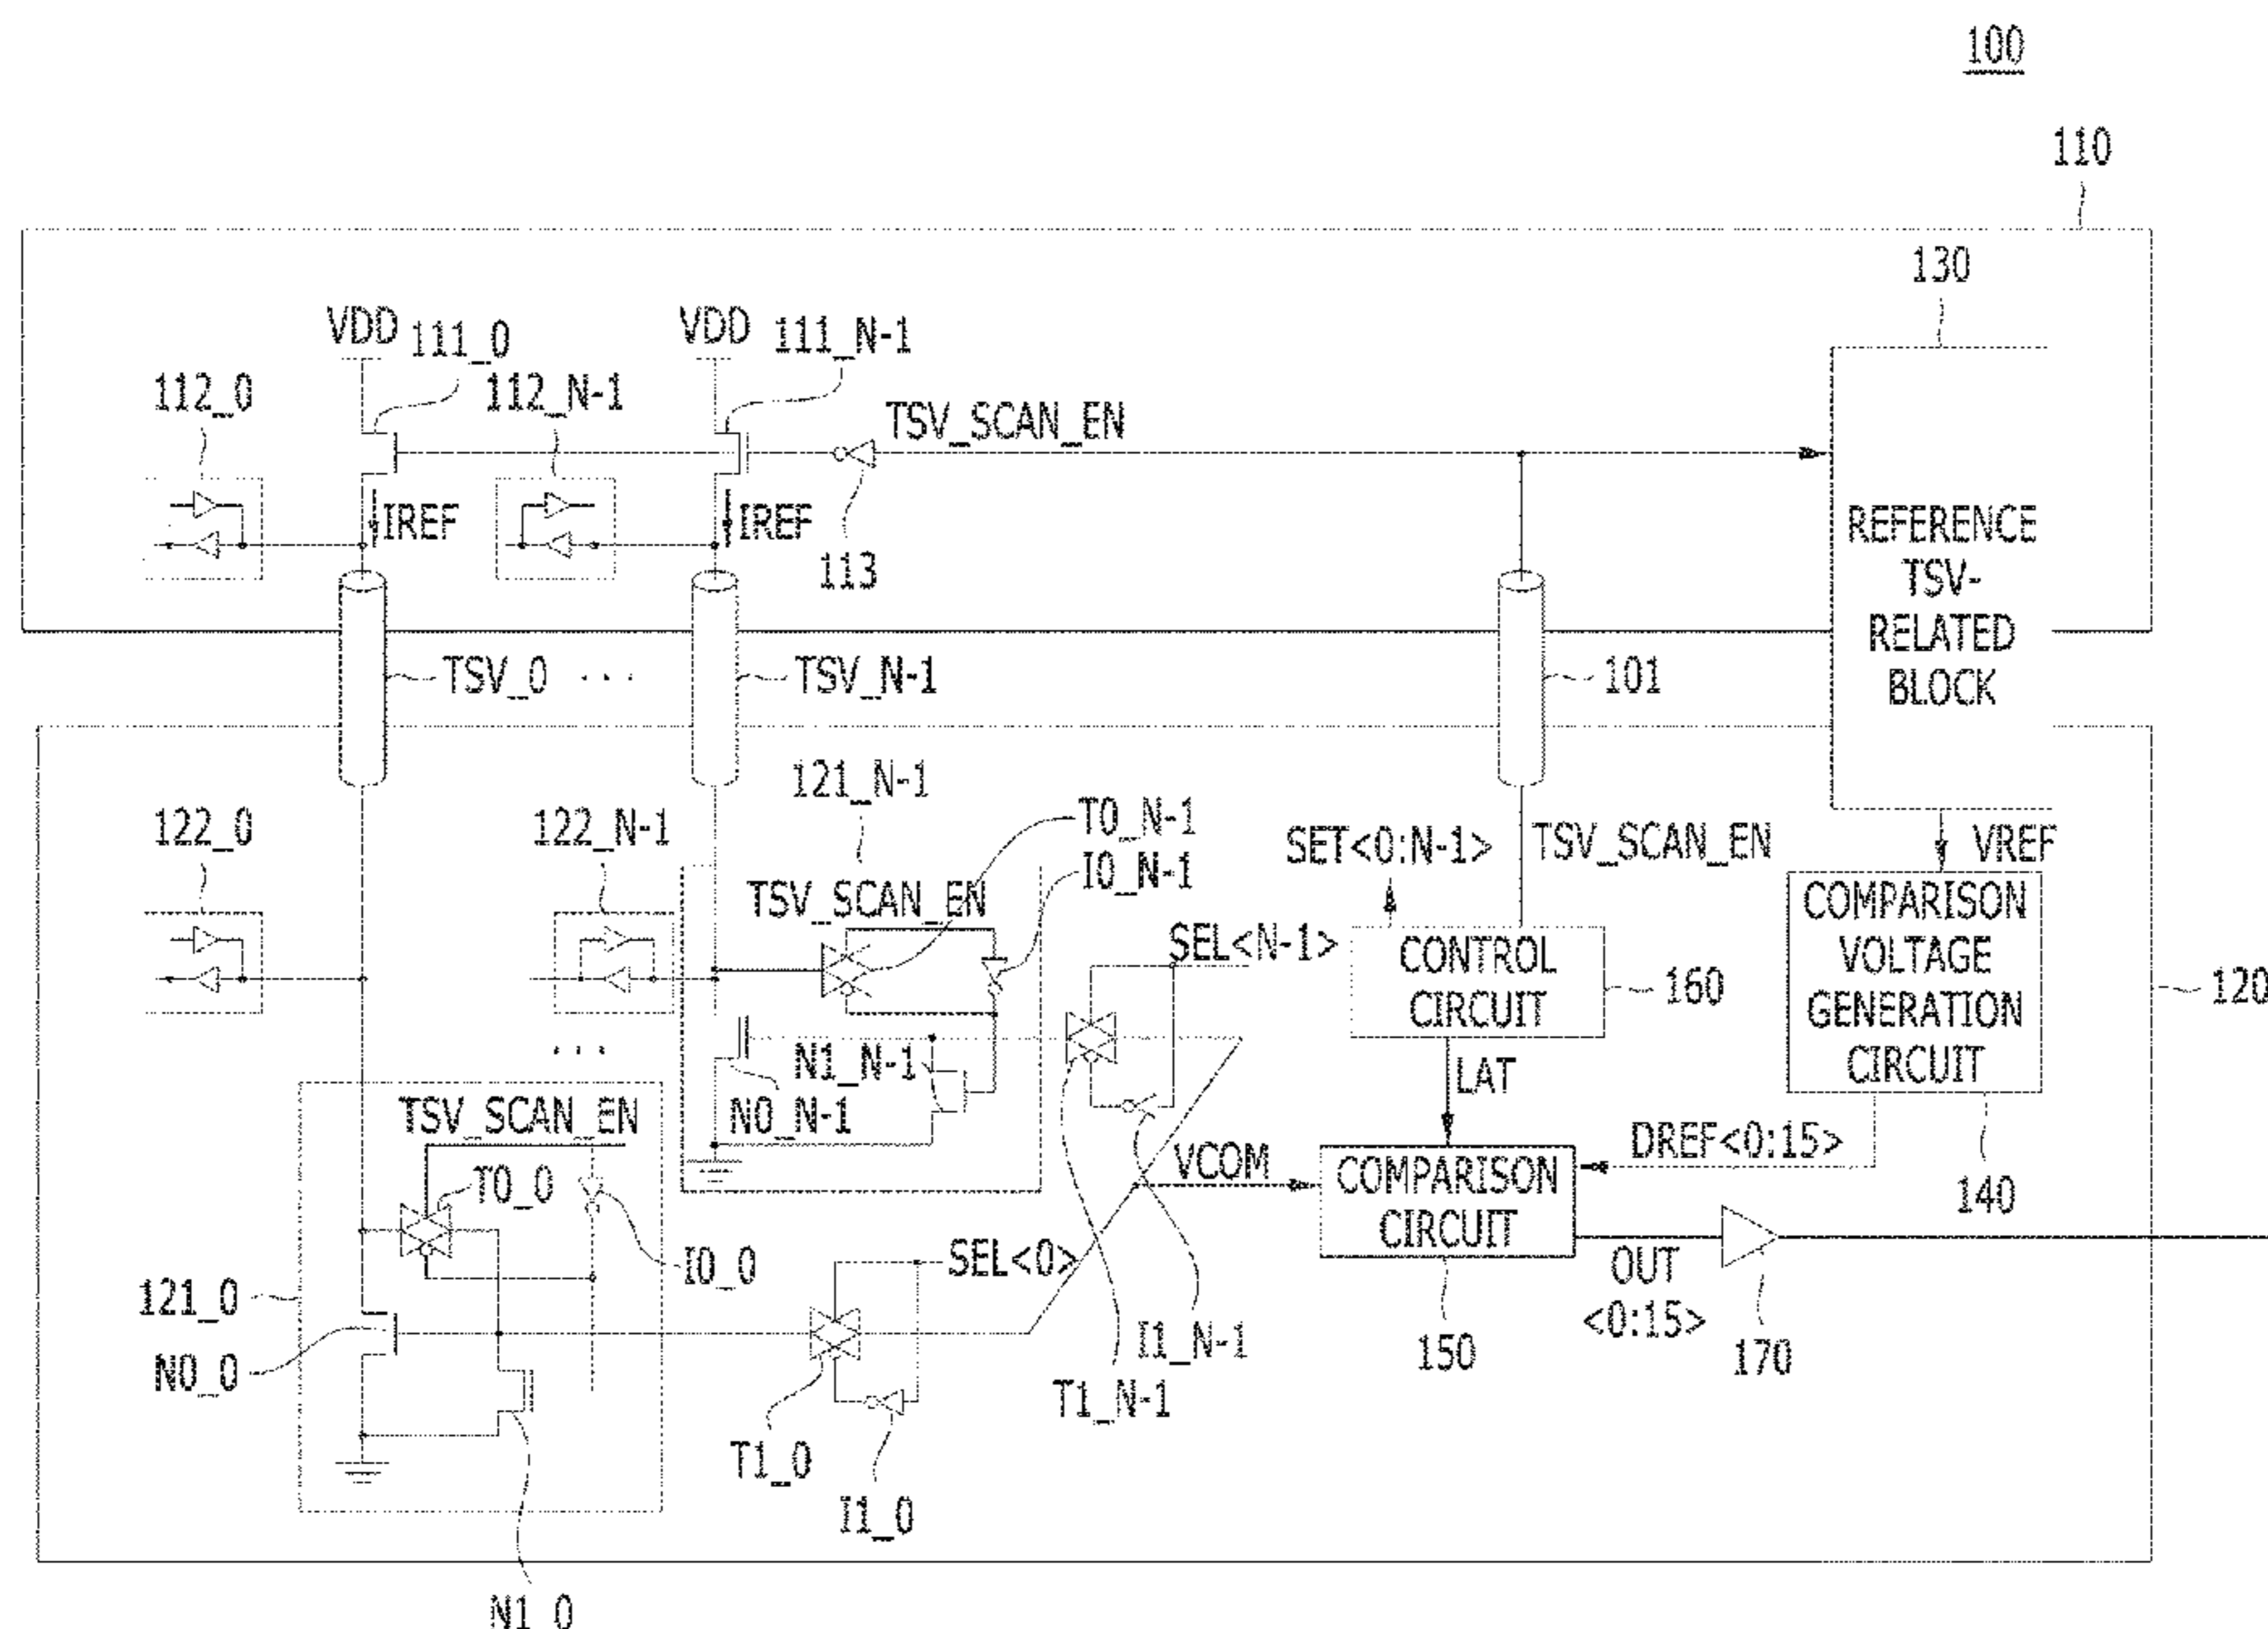 100
110
130
VDD
111_0
VDD
111_N-1
112_0
112_N-1
TSV_SCAN_EN
IREF
IREF
113
REFERENCE
TSV-
RELATED
BLOCK
TSV_0
...
TSV_N-1
101
121_N-1
T0_N-1
I0_N-1
122_0
122_N-1
SET<0:N-1>
TSV_SCAN_EN
VREF
TSV_SCAN_EN
SEL<N-1>
CONTROL
CIRCUIT
160
COMPARISON
VOLTAGE
GENERATION
CIRCUIT
120
...
N1_N-1
N0_N-1
LAT
TSV_SCAN_EN
T0_0
VCOM
COMPARISON
CIRCUIT
DREF<0:15>
140
I0_0
SEL<0>
OUT
<0:15>
121_0
N0_0
I1_N-1
150
170
T1_N-1
T1_0
I1_0
N1_0